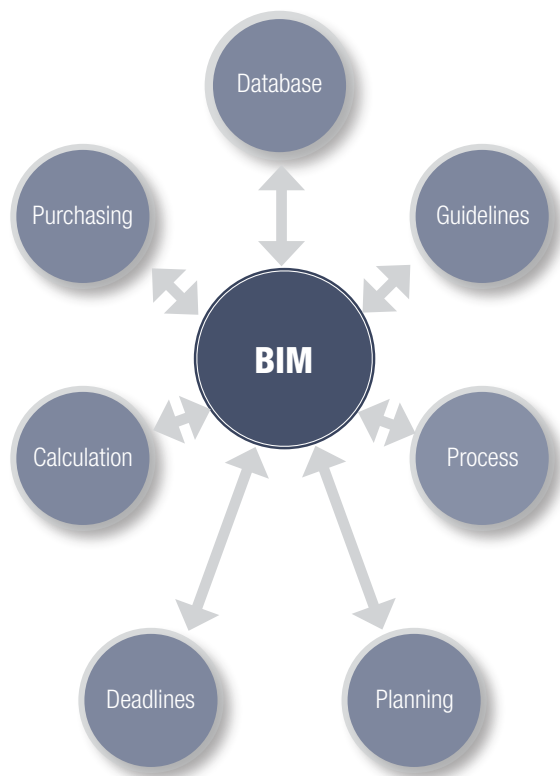 Database
Purchasing
Guidelines
BIM
Calculation
Process
Deadlines
Planning